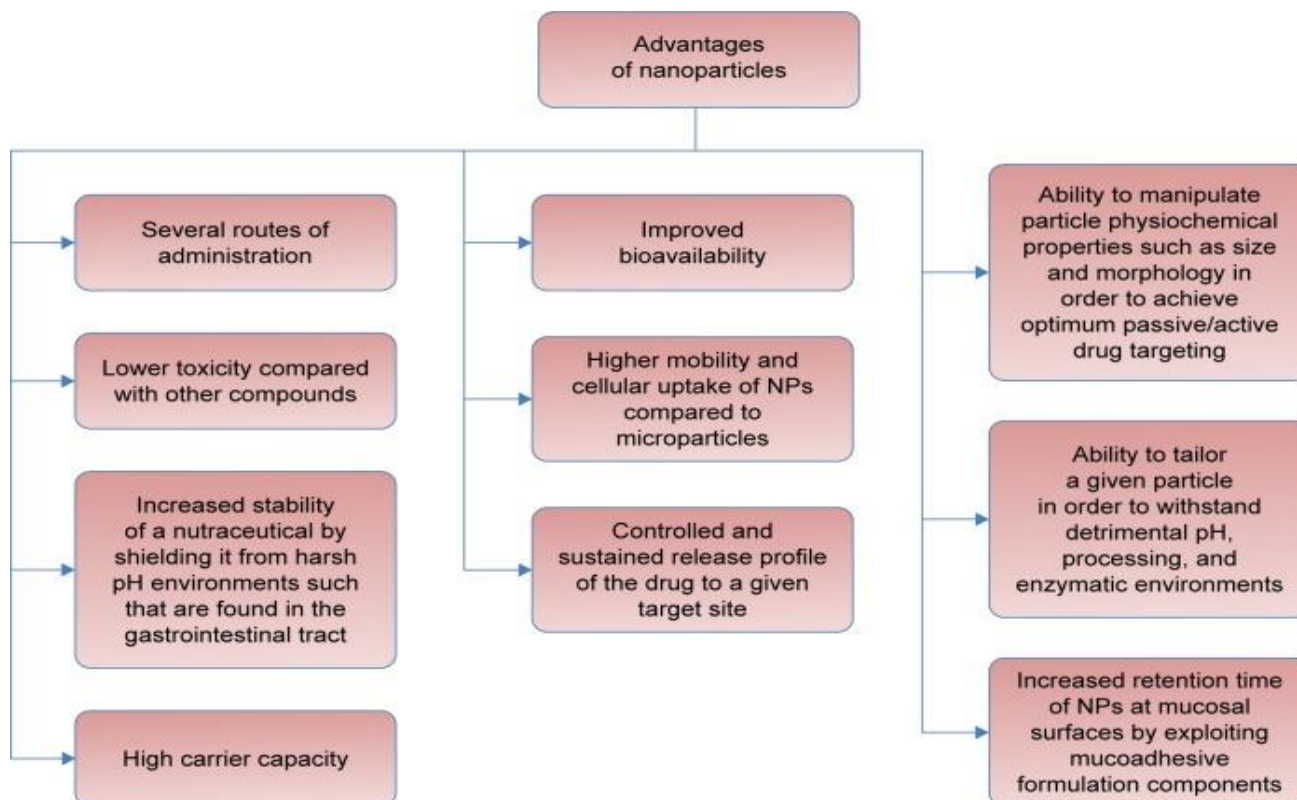 Advantages
of nanoparticles
Several routes of
administration
Lower toxicity compared
with other compounds
Increased stability
of a nutraceutical by
shielding it from harsh
pH environments such
that are found in the
gastrointestinal tract
High carrier capacity
Improved
bioavailability
Higher mobility and
cellular uptake of NPs
compared to
microparticles
Controlled and
sustained release profile
of the drug to a given
target site
Ability to manipulate
particle physiochemical
properties such as size
and morphology in
order to achieve
optimum passive/active
drug targeting
Ability to tailor
a given particle
in order to withstand
detrimental pH,
processing, and
enzymatic environments
Increased retention time
of NPs at mucosal
surfaces by exploiting
mucoadhesive
formulation components